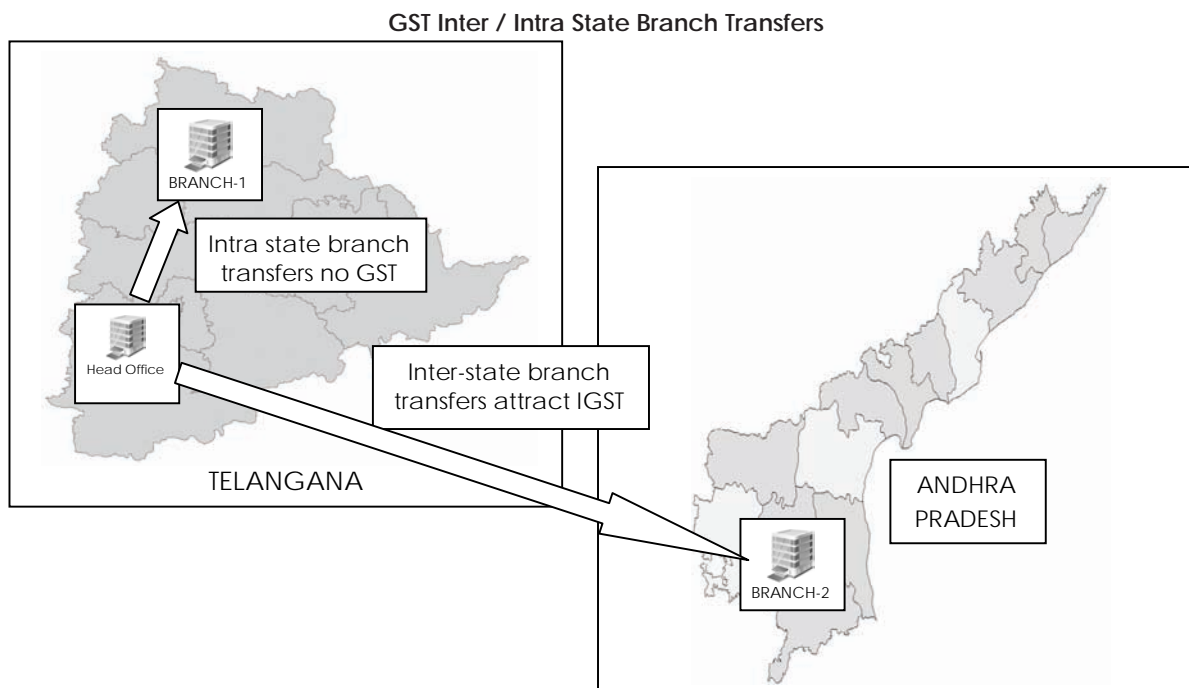 GST Inter / Intra State Branch Transfers
BRANCH-1
Intra state branch
transfers no GST
Head Office
Inter-state branch
transfers attract IGST
TELANGANA
ANDHRA
PRADESH
BRANCH-2